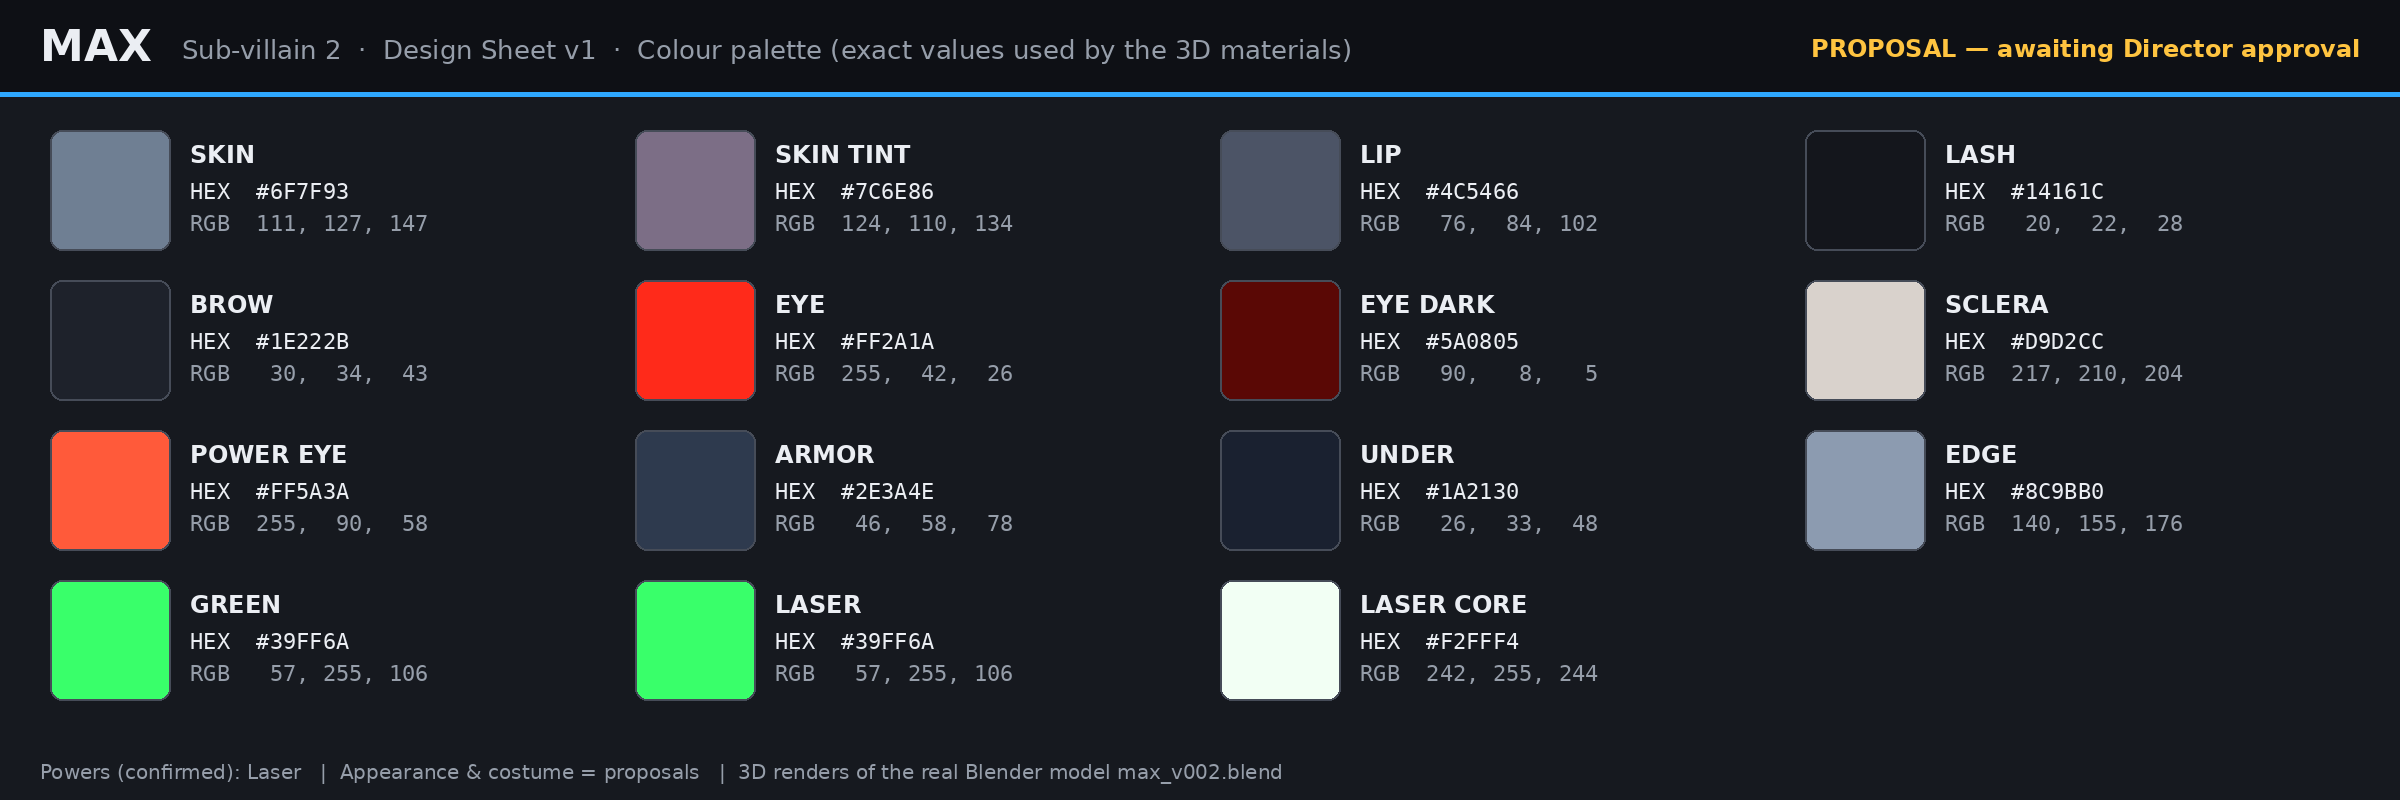 MAX Sub-villain 2 · Design Sheet v1 · Colour palette (exact values used by the 3D materials) PROPOSAL — awaiting Director approval
SKIN
HEX #6F7F93
RGB 111, 127, 147
SKIN TINT
HEX #7C6E86
RGB 124, 110, 134
LIP
HEX #4C5466
RGB 76, 84, 102
LASH
HEX #14161C
RGB 20, 22, 28
BROW
HEX #1E222B
RGB 30, 34, 43
EYE
HEX #FF2A1A
RGB 255, 42, 26
EYE DARK
HEX #5A0805
RGB 90, 8, 5
SCLERA
HEX #D9D2CC
RGB 217, 210, 204
POWER EYE
HEX #FF5A3A
RGB 255, 90, 58
ARMOR
HEX #2E3A4E
RGB 46, 58, 78
UNDER
HEX #1A2130
RGB 26, 33, 48
EDGE
HEX #8C9BB0
RGB 140, 155, 176
GREEN
HEX #39FF6A
RGB 57, 255, 106
LASER
HEX #39FF6A
RGB 57, 255, 106
LASER CORE
HEX #F2FFF4
RGB 242, 255, 244
Powers (confirmed): Laser | Appearance & costume = proposals | 3D renders of the real Blender model max_v002.blend